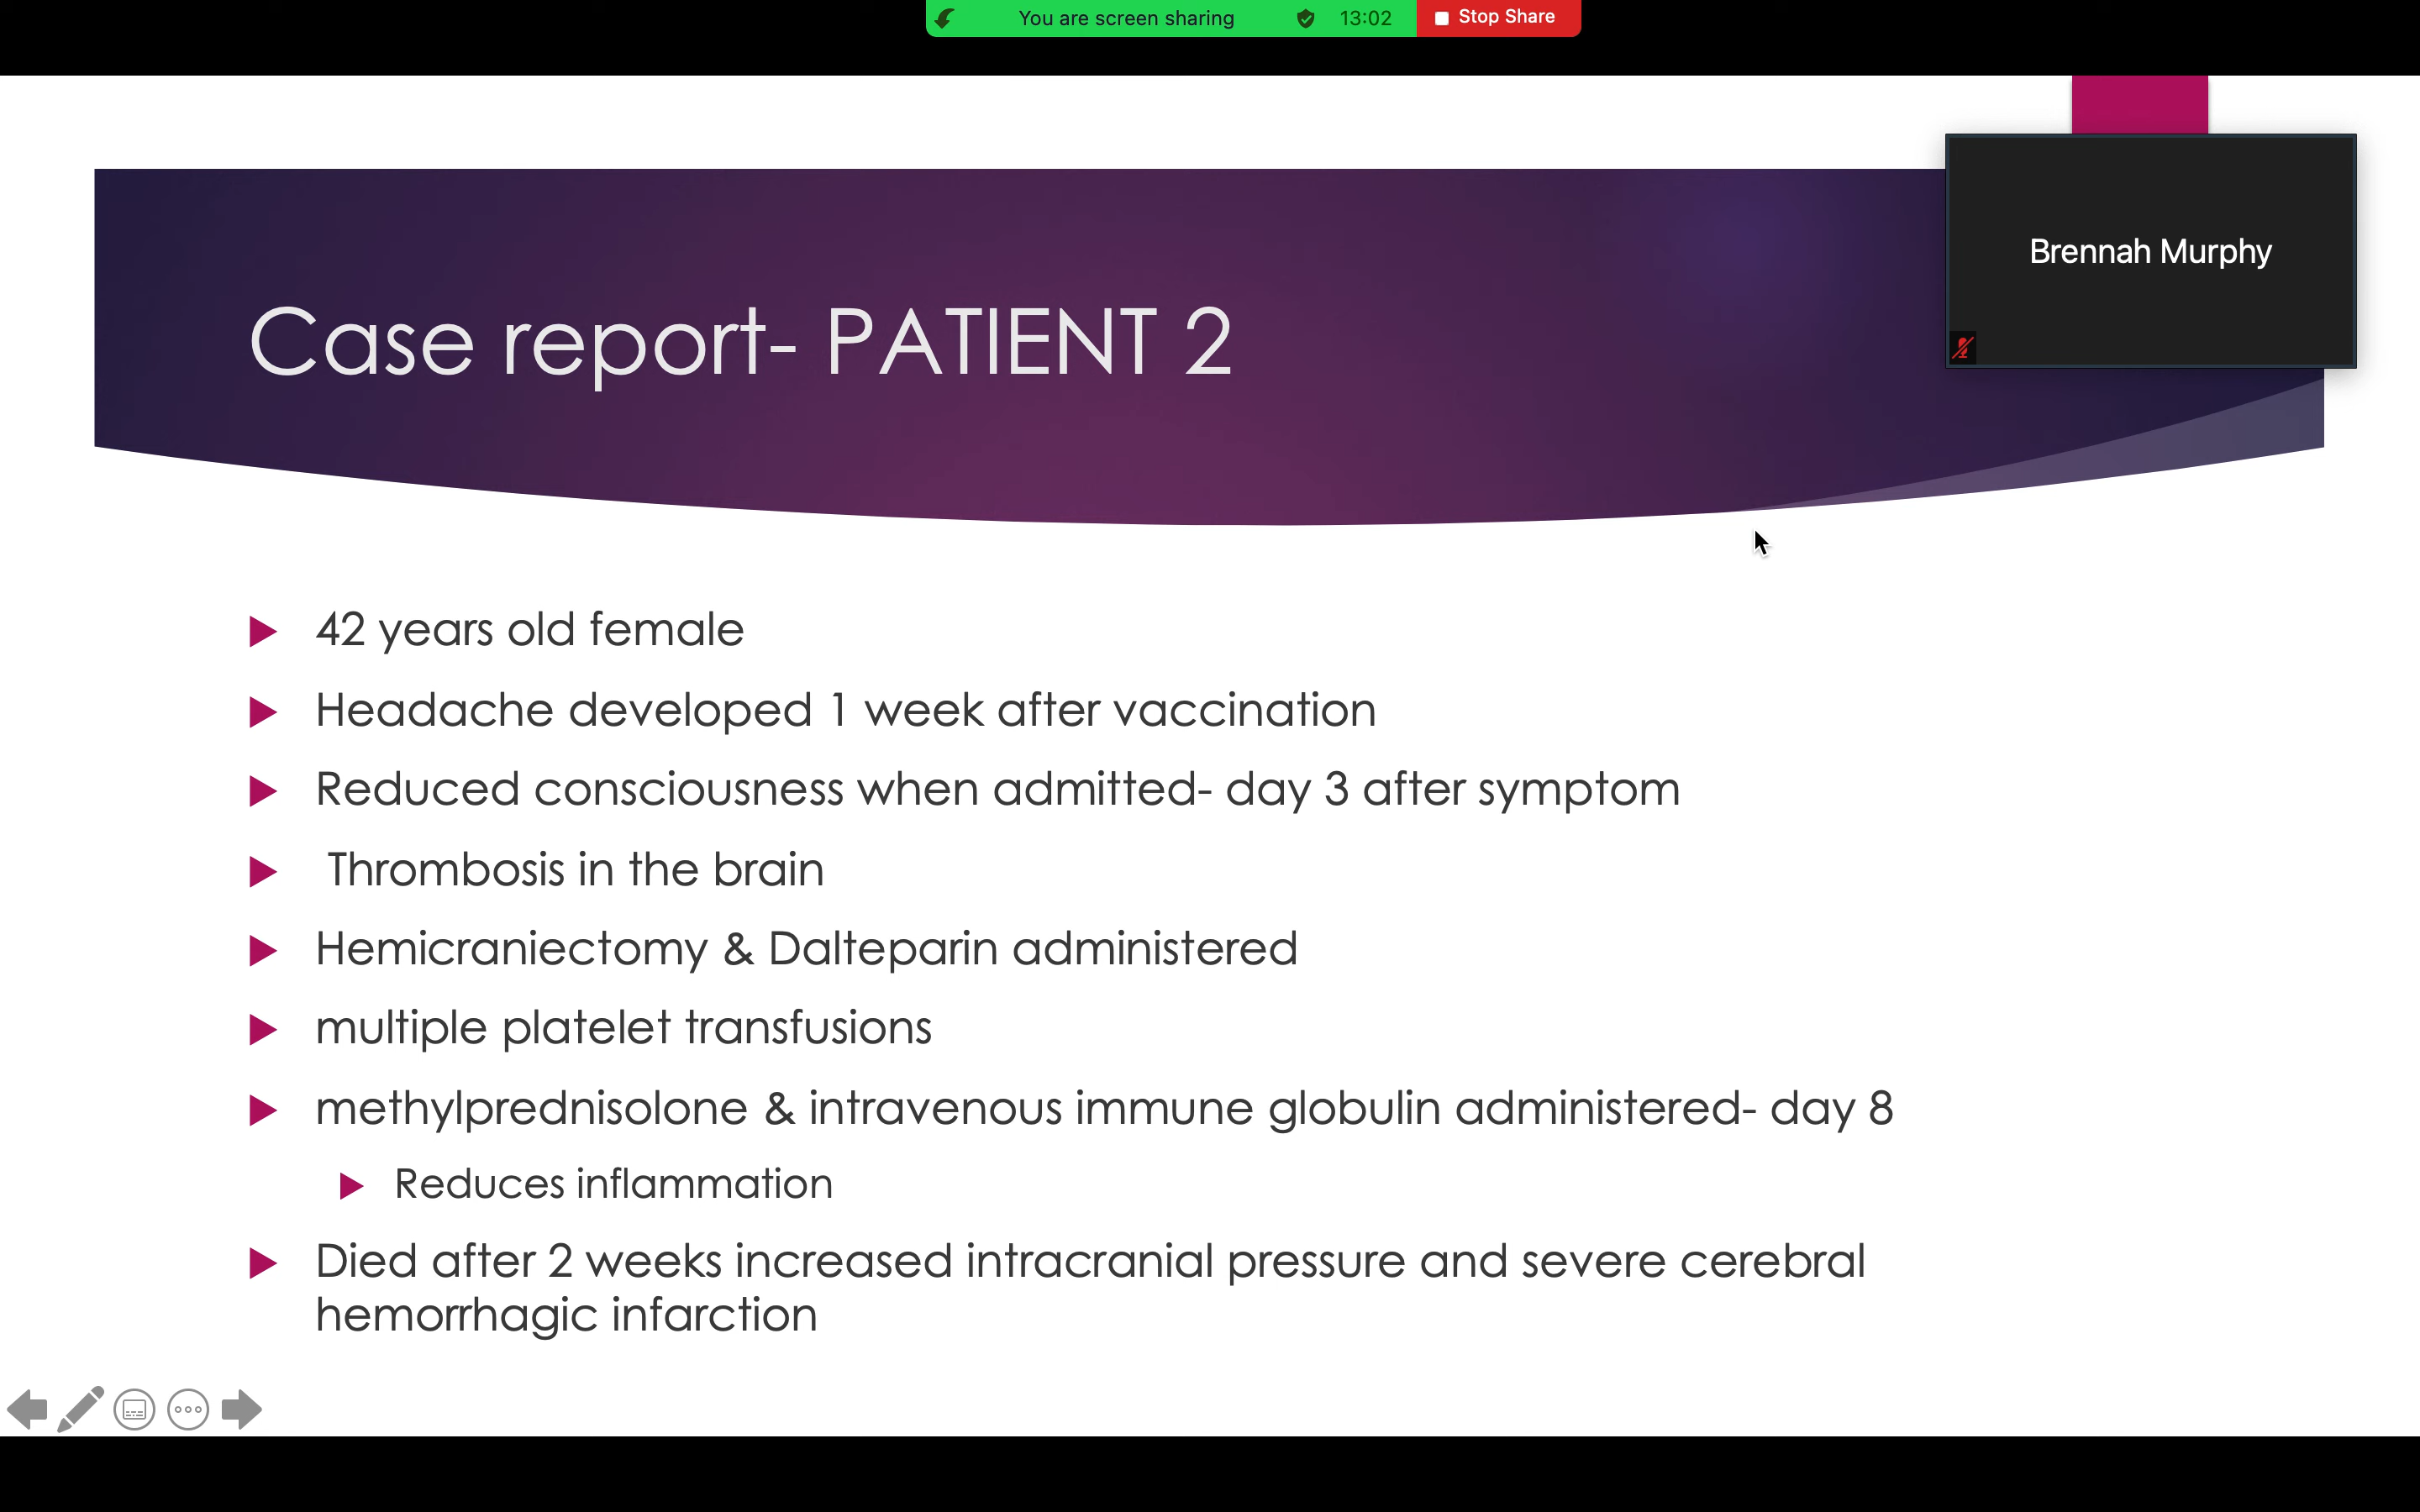 You are screen sharing 13:02 Stop Share
Brennah Murphy
Case report- PATIENT 2
42 years old female
Headache developed 1 week after vaccination
Reduced consciousness when admitted- day 3 after symptom
Thrombosis in the brain
Hemicraniectomy & Dalteparin administered
multiple platelet transfusions
methylprednisolone & intravenous immune globulin administered- day 8
Reduces inflammation
Died after 2 weeks increased intracranial pressure and severe cerebral
hemorrhagic infarction